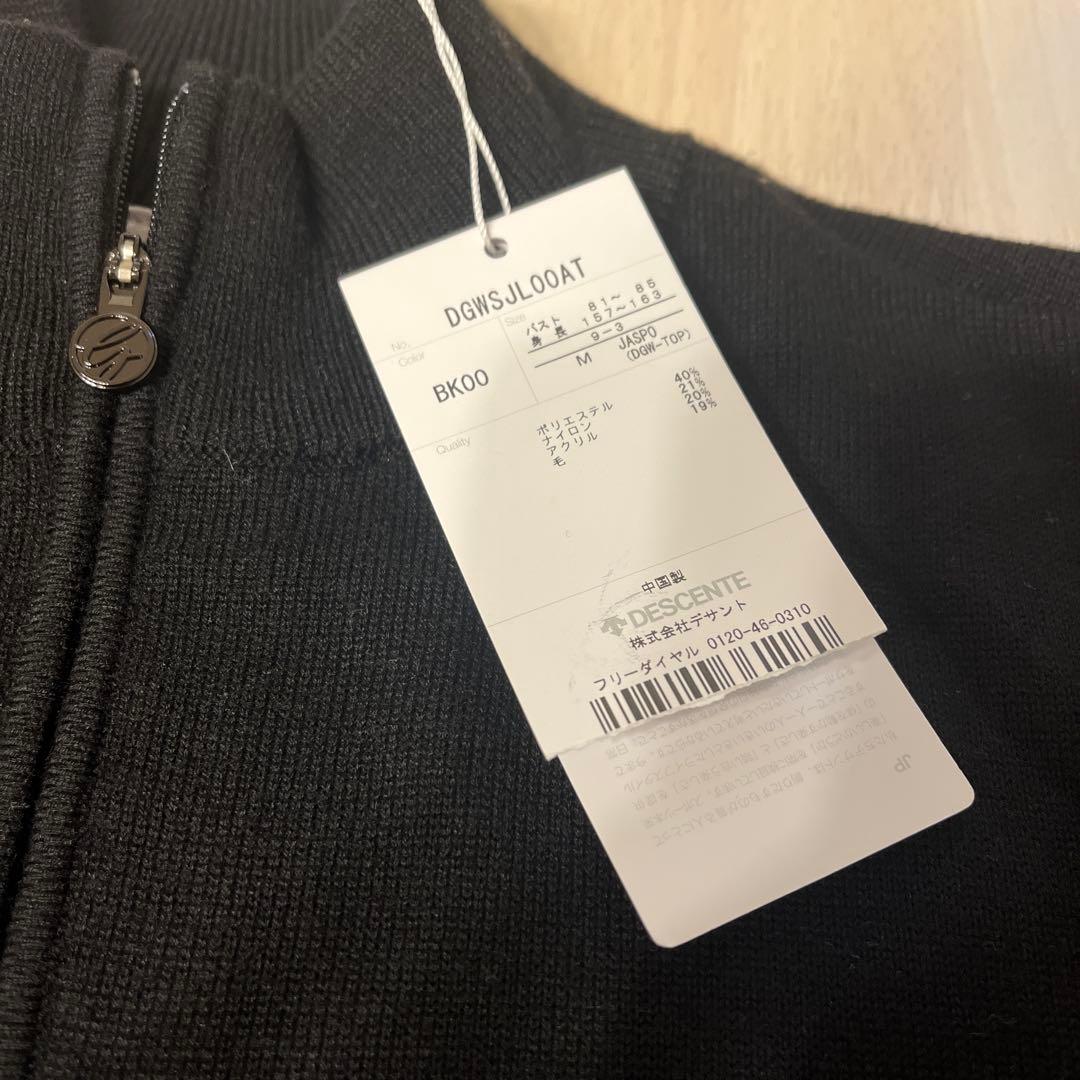 No.
DGWSJL00AT
Color
BK00
Size
バスト 81～ 85
身 長 157～163
9-3
M JASPO
(DGW-TOP)
Quality
ポリエステル 40%
ナイロン 21%
アクリル 20%
毛 19%
中国製
DESCENTE
株式会社デサント
フリーダイヤル 0120-46-0310
JP